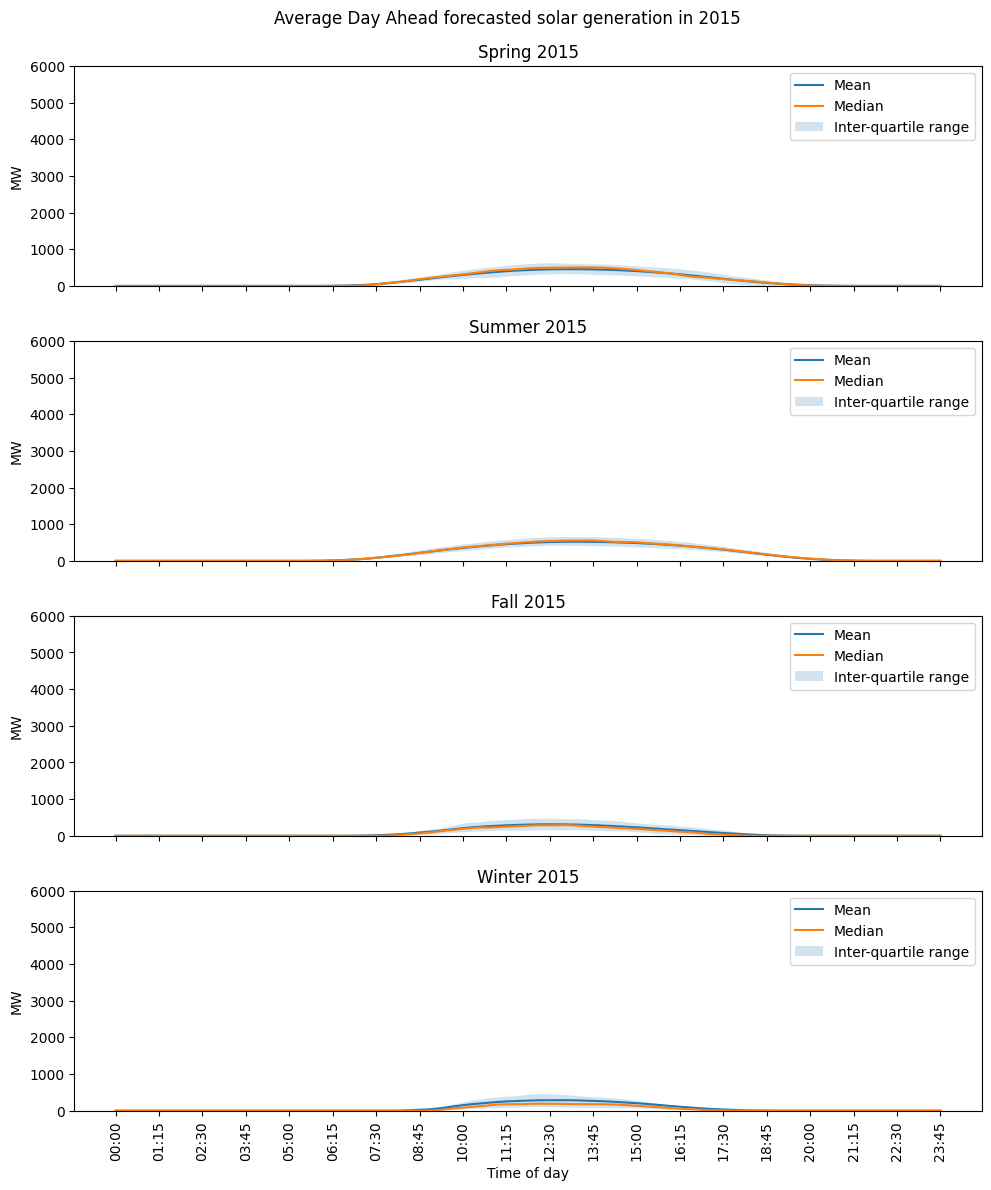 Average Day Ahead forecasted solar generation in 2015
Spring 2015
6000
5000
4000
3000
2000
1000
0
MW
Mean
Median
Inter-quartile range
Summer 2015
6000
5000
4000
3000
2000
1000
0
MW
Mean
Median
Inter-quartile range
Fall 2015
6000
5000
4000
3000
2000
1000
0
MW
Mean
Median
Inter-quartile range
Winter 2015
6000
5000
4000
3000
2000
1000
0
MW
Mean
Median
Inter-quartile range
00:00 01:15 02:30 03:45 05:00 06:15 07:30 08:45 10:00 11:15 12:30 13:45 15:00 16:15 17:30 18:45 20:00 21:15 22:30 23:45
Time of day